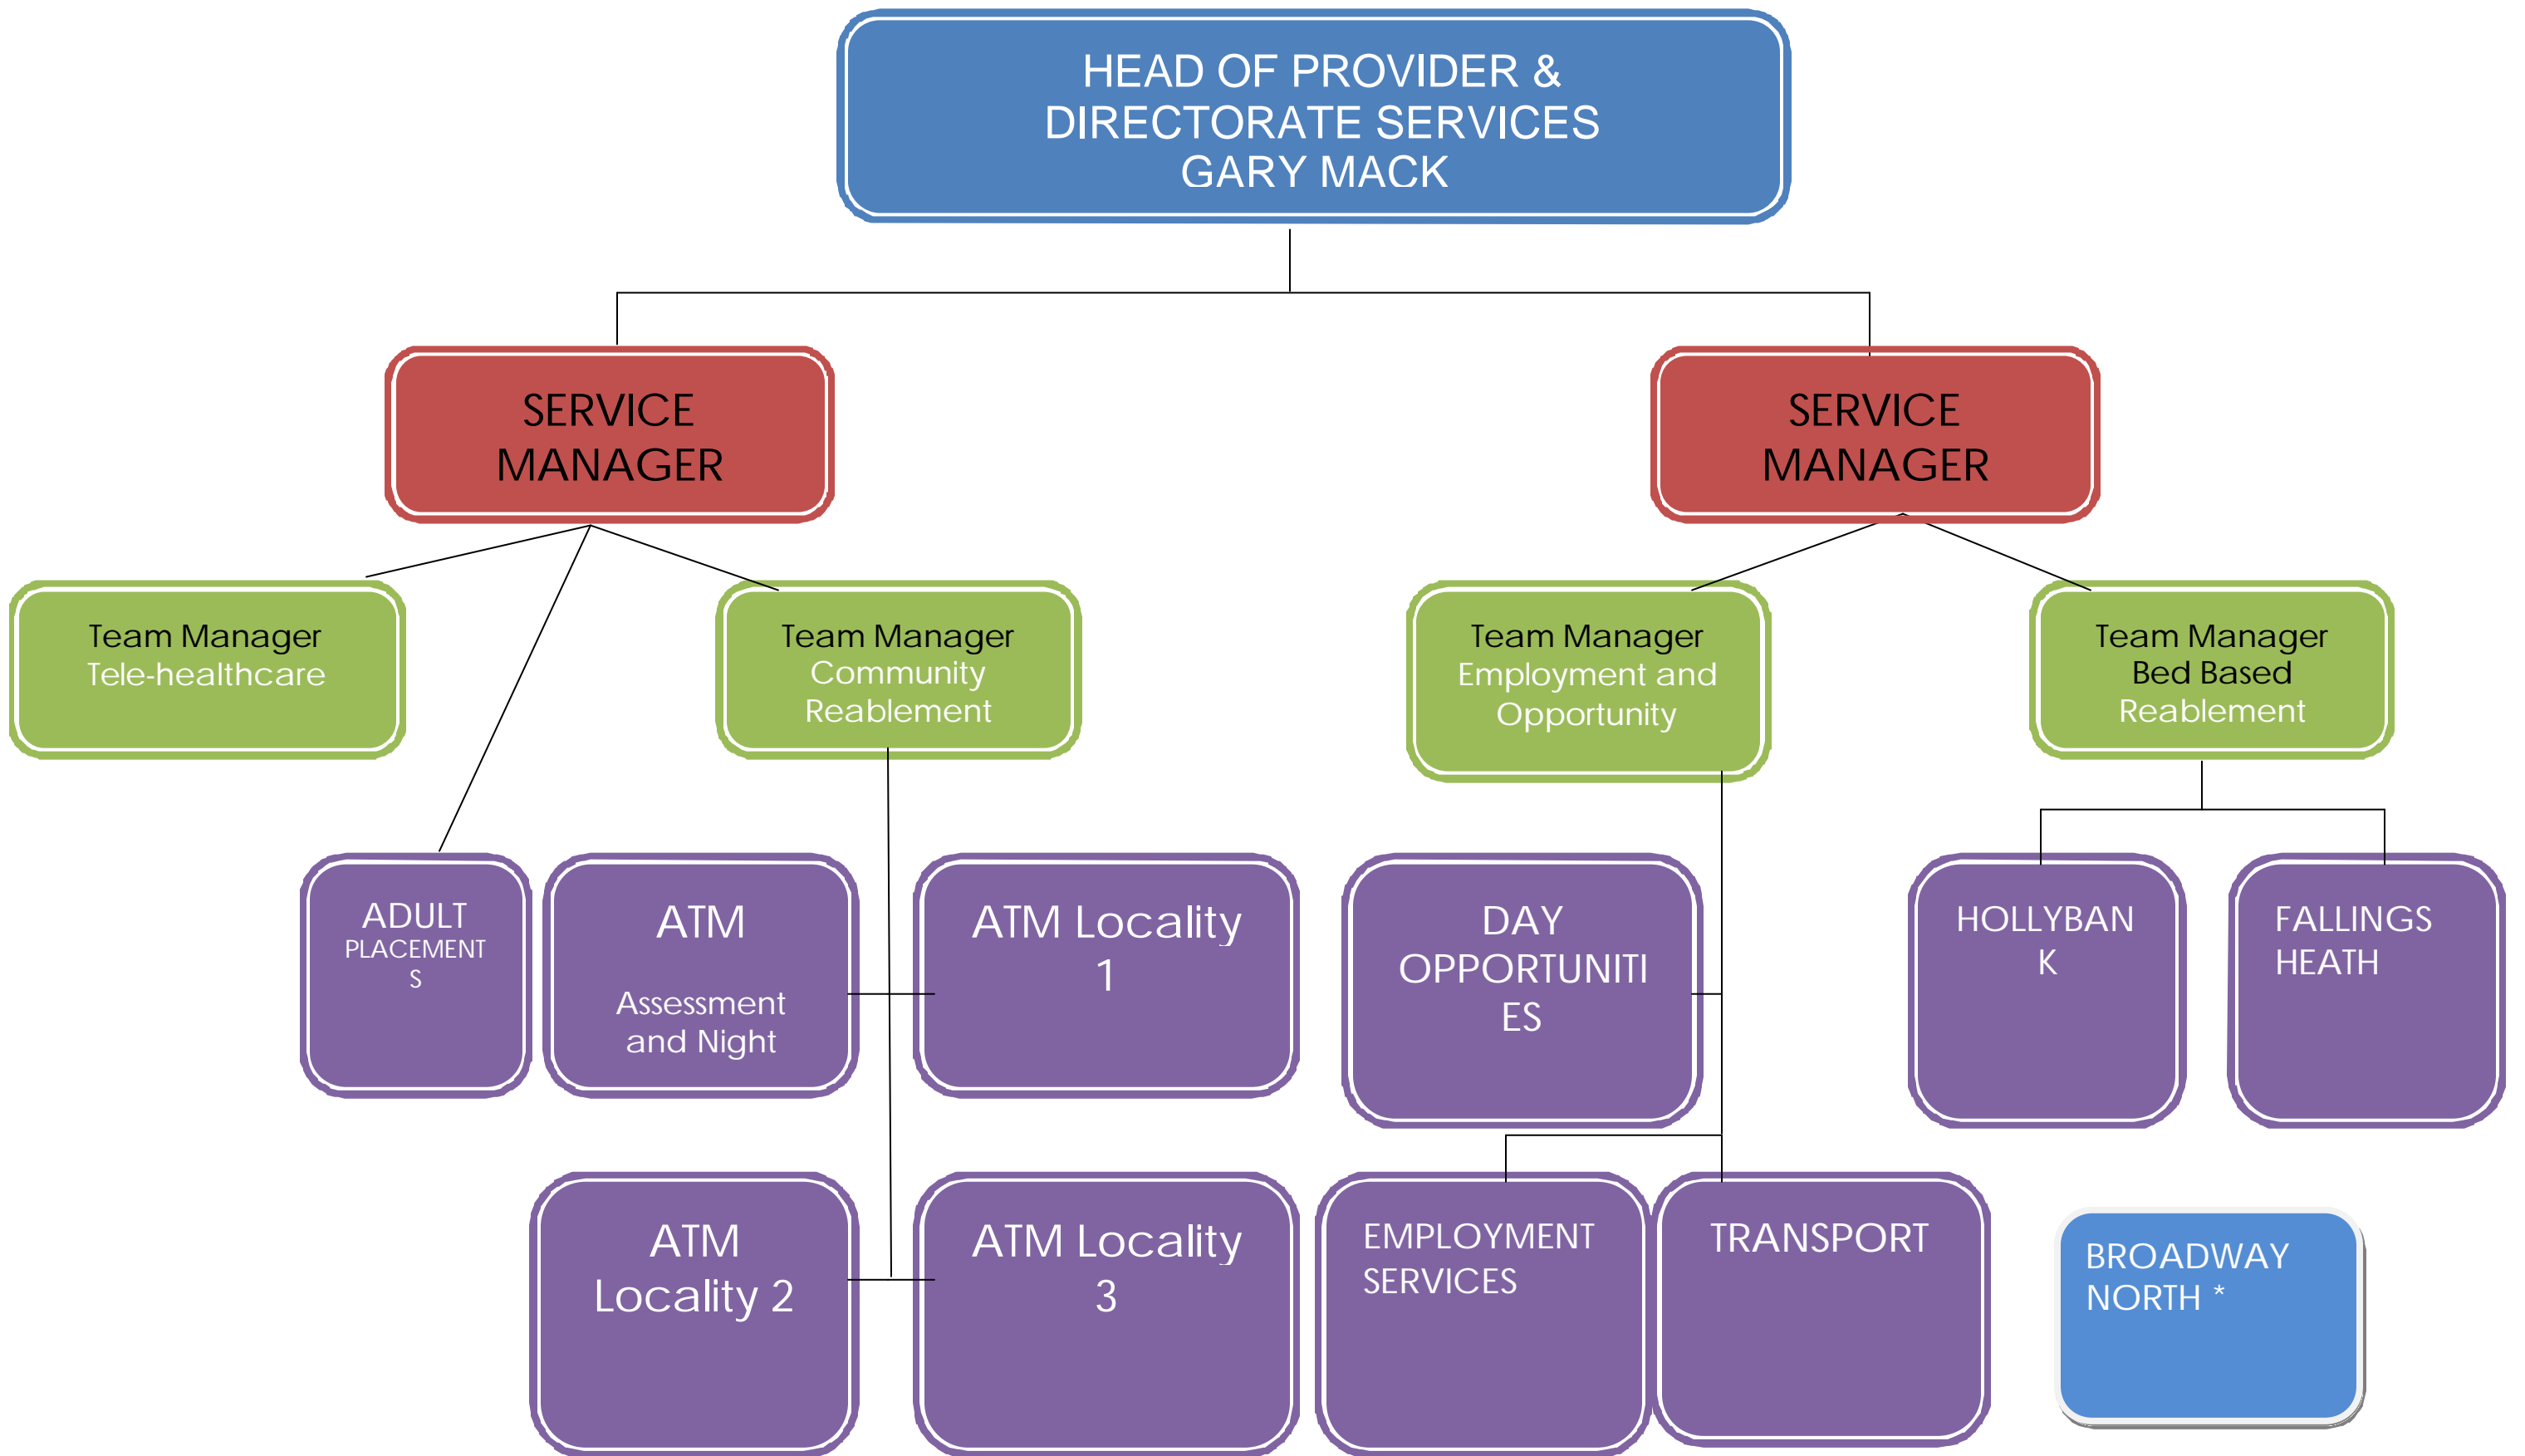 HEAD OF PROVIDER &
DIRECTORATE SERVICES
GARY MACK
SERVICE
MANAGER
SERVICE
MANAGER
Team Manager
Tele-healthcare
Team Manager
Community
Reablement
Team Manager
Employment and
Opportunity
Team Manager
Bed Based
Reablement
ADULT
PLACEMENT
S
ATM
Assessment
and Night
ATM Locality
1
DAY
OPPORTUNITI
ES
HOLLYBAN
K
FALLINGS
HEATH
ATM
Locality 2
ATM Locality
3
EMPLOYMENT
SERVICES
TRANSPORT
BROADWAY
NORTH *